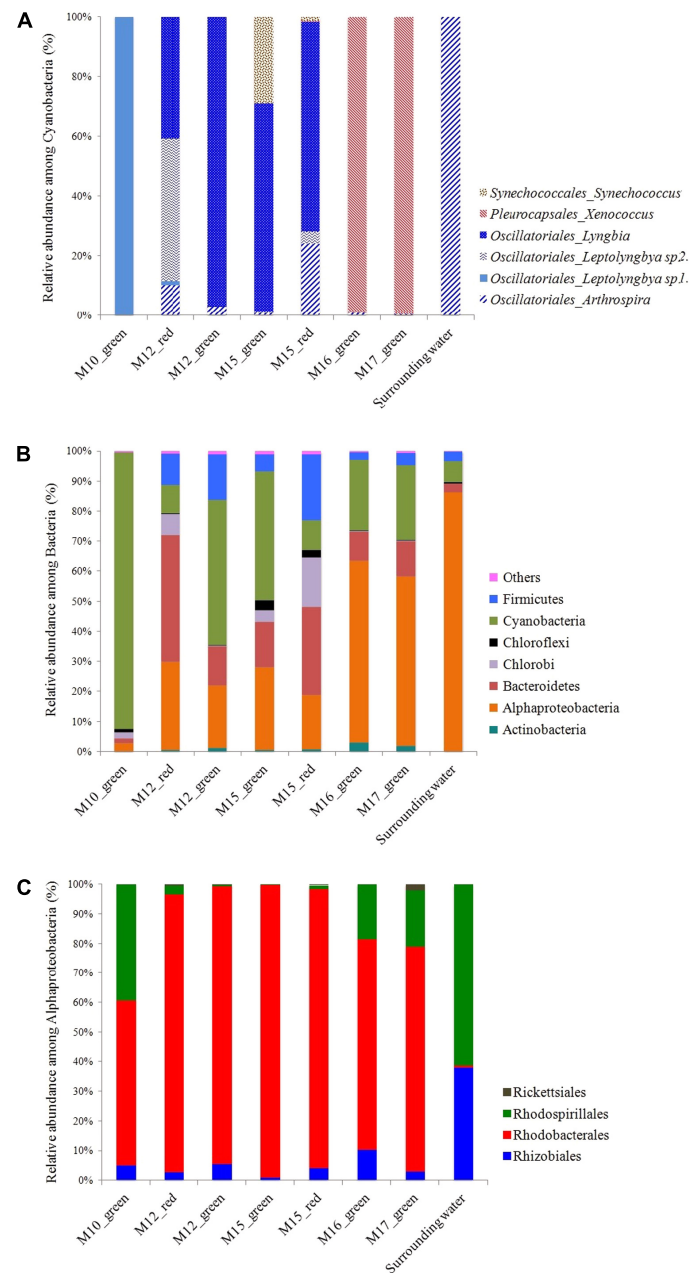 A
Relative abundance among Cyanobacteria (%)
100%
80%
60%
40%
20%
0%
M10_green
M12_red
M12_green
M15_green
M15_red
M16_green
M17_green
Surrounding water
Synechococcales_Synechococcus
Pleurocapsales_Xenococcus
Oscillatoriales_Lyngbia
Oscillatoriales_Leptolyngbya sp2.
Oscillatoriales_Leptolyngbya sp1.
Oscillatoriales_Arthrospira
B
Relative abundance among Bacteria (%)
100%
90%
80%
70%
60%
50%
40%
30%
20%
10%
0%
M10_green
M12_red
M12_green
M15_green
M15_red
M16_green
M17_green
Surrounding water
Others
Firmicutes
Cyanobacteria
Chloroflexi
Chlorobi
Bacteroidetes
Alphaproteobacteria
Actinobacteria
C
Relative abundance among Alphaproteobacteria (%)
100%
90%
80%
70%
60%
50%
40%
30%
20%
10%
0%
M10_green
M12_red
M12_green
M15_green
M15_red
M16_green
M17_green
Surrounding water
Rickettsiales
Rhodospirillales
Rhodobacterales
Rhizobiales